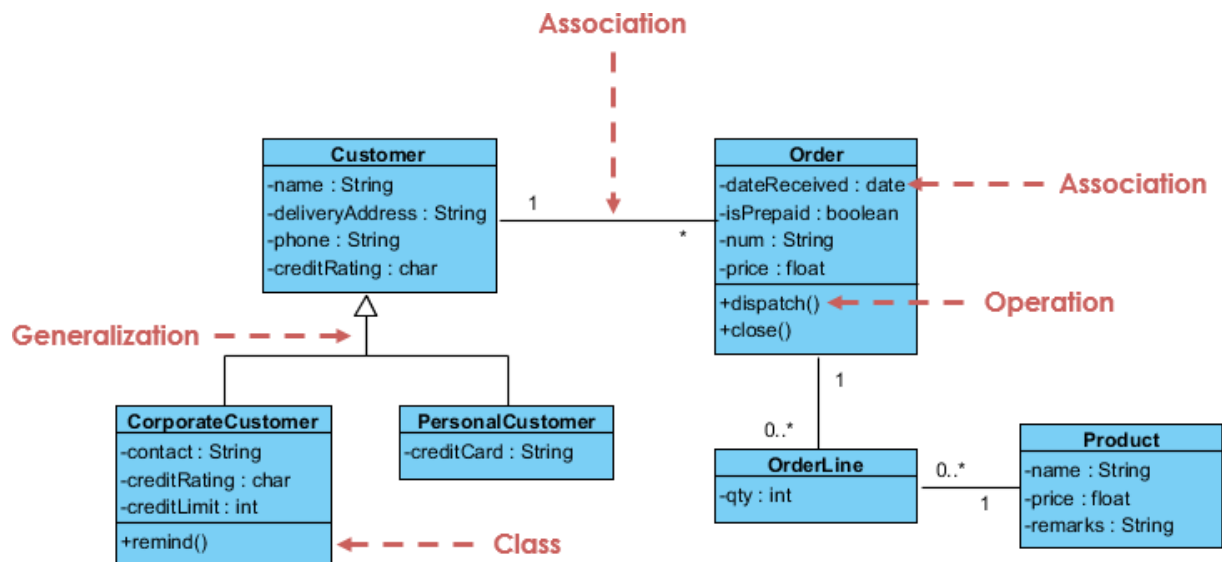 Association
Customer
-name : String
-deliveryAddress : String
-phone : String
-creditRating : char
1
*
Order
-dateReceived : date
-isPrepaid : boolean
-num : String
-price : float
+dispatch()
+close()
Association
Operation
Generalization
1
0..*
CorporateCustomer
-contact : String
-creditRating : char
-creditLimit : int
+remind()
Class
PersonalCustomer
-creditCard : String
OrderLine
-qty : int
0..*
1
Product
-name : String
-price : float
-remarks : String